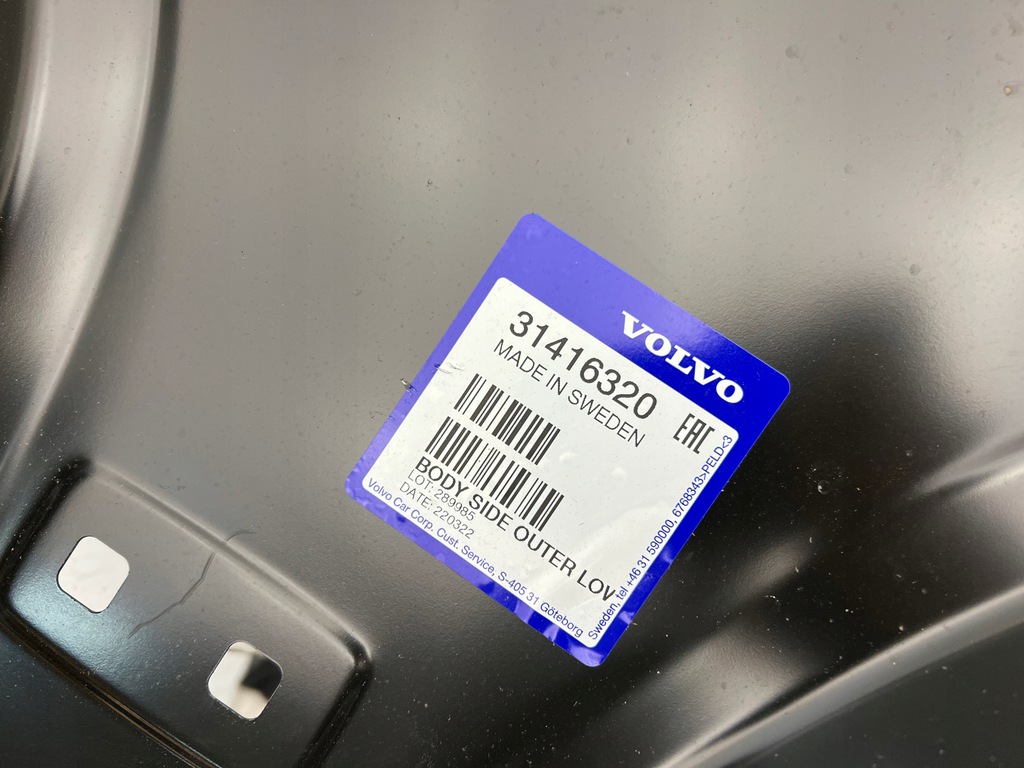 VOLVO
31416320
MADE IN SWEDEN
EAC
BODY SIDE OUTER LOV
LOT: 289985
DATE: 220322
Volvo Car Corp. Cust. Service, S-405 31 Göteborg
Sweden, tel +46 31 590000, 6768343>PELD<3